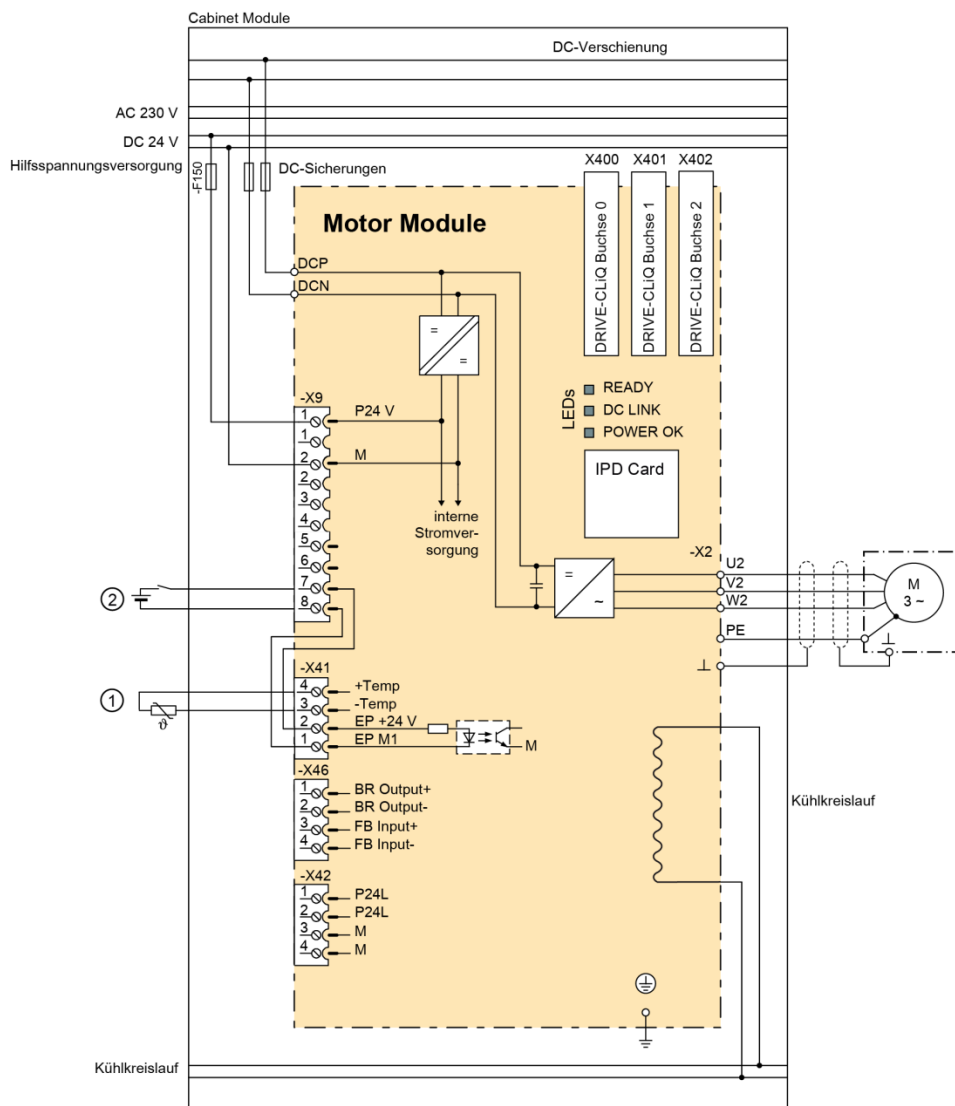 Cabinet Module
DC-Verschienung
AC 230 V
DC 24 V
Hilfsspannungsversorgung
-F150
DC-Sicherungen
X400
X401
X402
DRIVE-CLiQ Buchse 0
DRIVE-CLiQ Buchse 1
DRIVE-CLiQ Buchse 2
Motor Module
DCP
DCN
=
=
LEDs
READY
DC LINK
POWER OK
IPD Card
-X9
1
P24 V
1
2
M
2
3
4
5
6
7
8
interne
Stromver-
sorgung
=
~
-X2
U2
V2
W2
PE
⊥
M
3 ~
⊥
2
1
ϑ
-X41
4
+Temp
3
-Temp
2
EP +24 V
1
EP M1
M
-X46
1
BR Output+
2
BR Output-
3
FB Input+
4
FB Input-
-X42
1
P24L
2
P24L
3
M
4
M
Kühlkreislauf
Kühlkreislauf